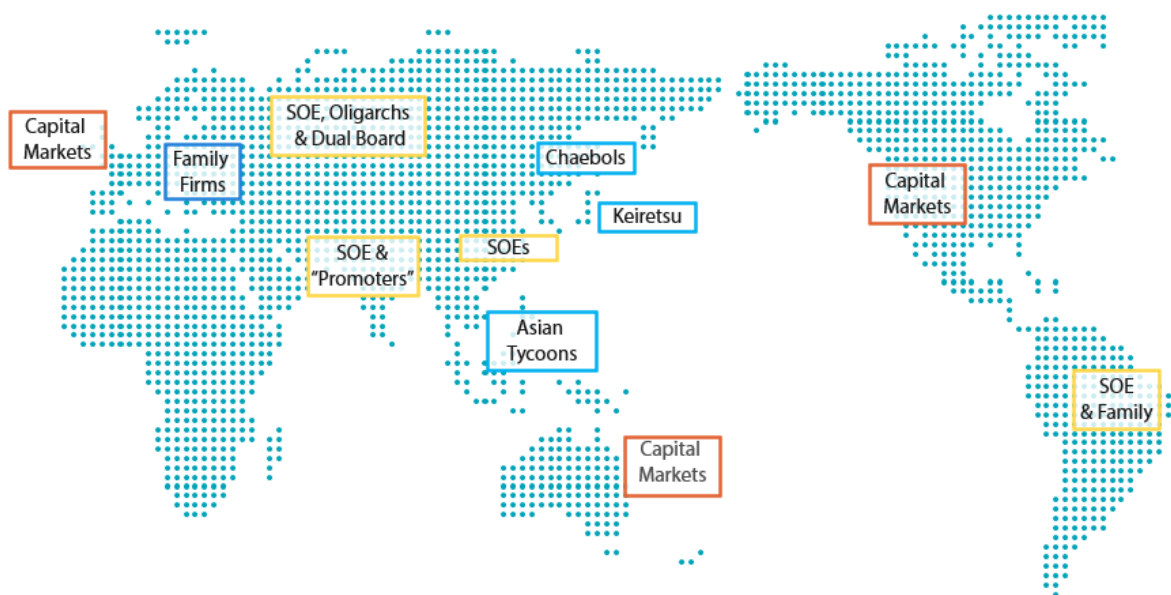 Capital
Markets
SOE, Oligarchs
& Dual Board
Family
Firms
Chaebols
Capital
Markets
Keiretsu
SOE &
"Promoters"
SOEs
Asian
Tycoons
SOE
& Family
Capital
Markets